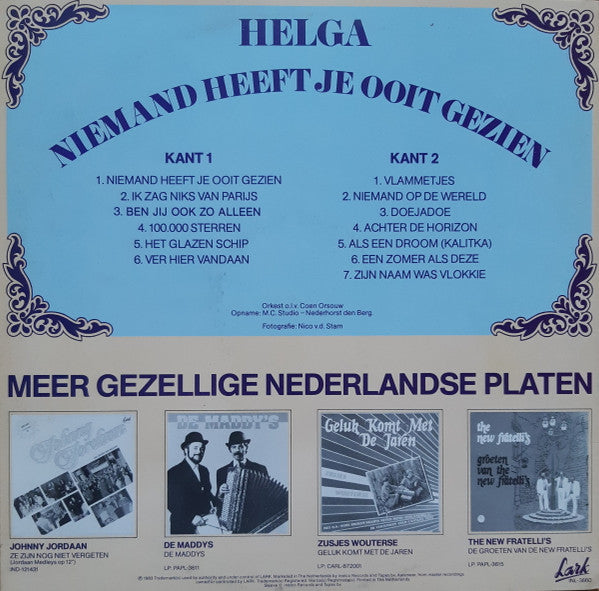 HELGA
NIEMAND HEEFT JE OOIT GEZIEN
KANT 1
1. NIEMAND HEEFT JE OOIT GEZIEN
2. IK ZAG NIKS VAN PARIJS
3. BEN JIJ OOK ZO ALLEEN
4. 100.000 STERREN
5. HET GLAZEN SCHIP
6. VER HIER VANDAAN
KANT 2
1. VLAMMETJES
2. NIEMAND OP DE WERELD
3. DOEJADOE
4. ACHTER DE HORIZON
5. ALS EEN DROOM (KALITKA)
6. EEN ZOMER ALS DEZE
7. ZIJN NAAM WAS VLOKKIE
Orkest o.l.v. Coen Orsouw
Opname: M.C. Studio – Nederhorst den Berg.
Fotografie: Nico v.d. Stam
MEER GEZELLIGE NEDERLANDSE PLATEN
Johnny
Jordaan
JOHNNY JORDAAN
ZE ZIJN NOG NIET VERGETEN
(Jordaan Medleys op 12")
IND-121431
DE MADDY'S
DE MADDYS
DE MADDYS
LP: PAPL-3611
Geluk Komt Met
De Jaren
ZUSJES WOUTERSE
GELUK KOMT MET DE JAREN
LP: CARL-872001
the
new fratelli's
groeten
van the
new fratelli's
THE NEW FRATELLI'S
DE GROETEN VAN DE NEW FRATELLI'S
LP: PAPL-3615
Lark
INL-3660